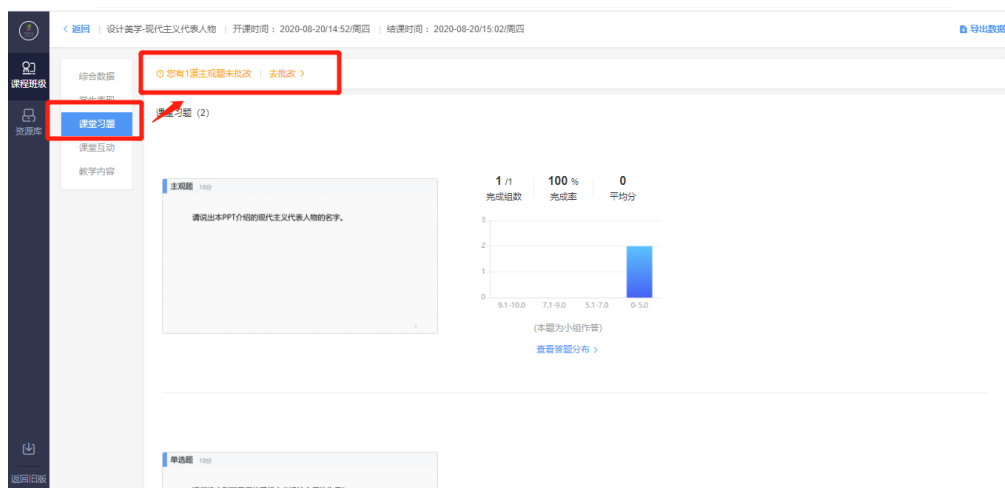 < 返回 | 设计美学-现代主义代表人物 | 开课时间： 2020-08-20/14:52/周四 | 结课时间： 2020-08-20/15:02/周四
导出数据
课程班级
资源库
返回旧版
综合数据
课堂习题
课堂互动
教学内容
您有1道主观题未批改 | 去批改 >
课堂习题（2）
主观题 10分
请说出本PPT介绍的现代主义代表人物的名字。
1
1 /1 100 % 0
完成组数 完成率 平均分
3
2
1
0
9.1-10.0 7.1-9.0 5.1-7.0 0-5.0
(本题为小组作答)
查看答题分布 >
单选题 10分